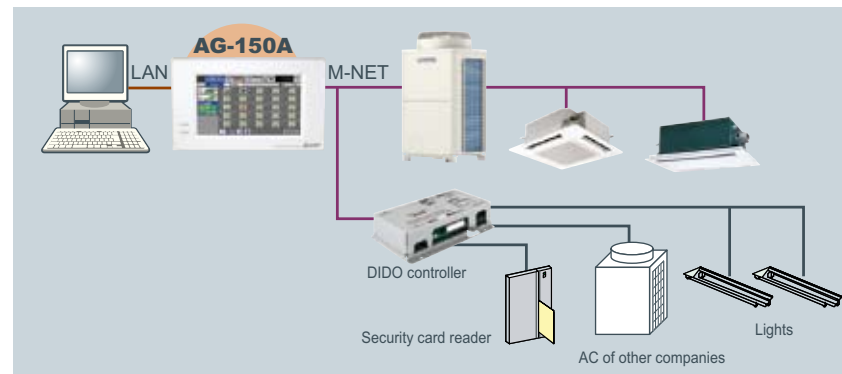 AG-150A
LAN
M-NET
DIDO controller
Security card reader
AC of other companies
Lights